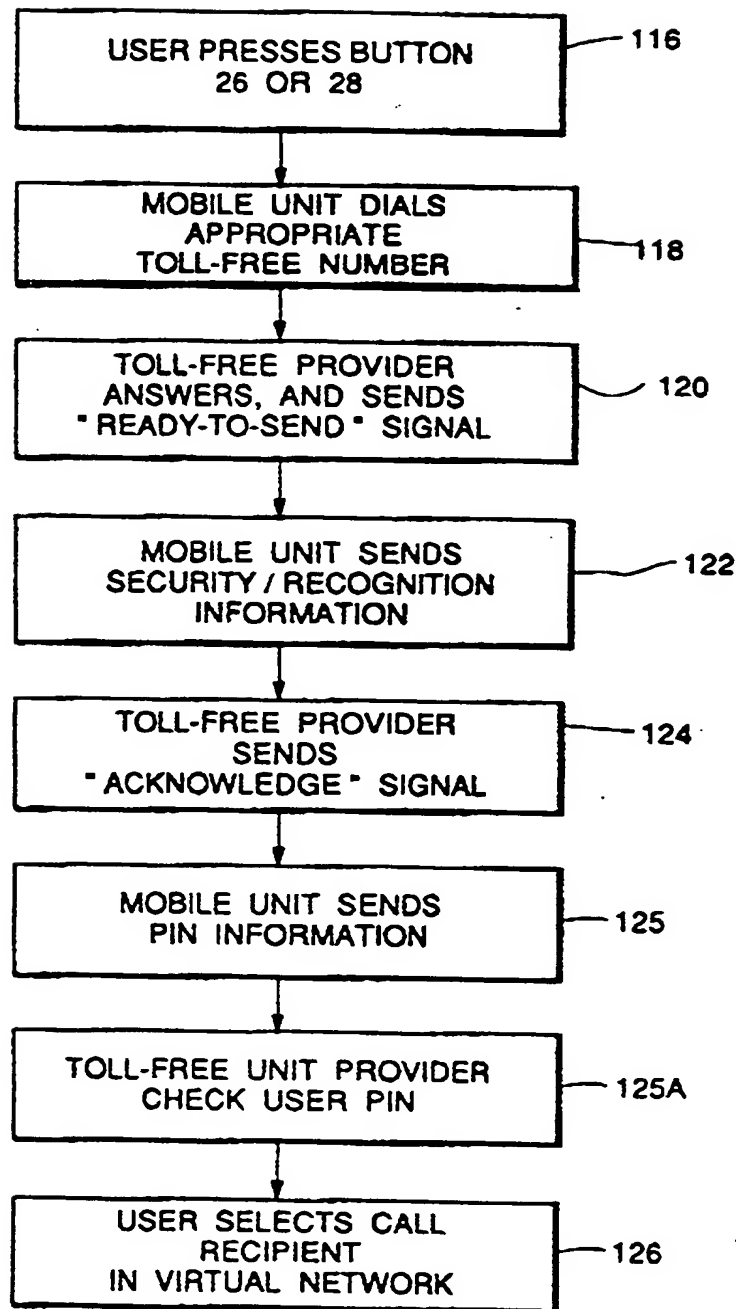 USER PRESSES BUTTON
26 OR 28
116
MOBILE UNIT DIALS
APPROPRIATE
TOLL-FREE NUMBER
118
TOLL-FREE PROVIDER
ANSWERS, AND SENDS
"READY-TO-SEND" SIGNAL
120
MOBILE UNIT SENDS
SECURITY / RECOGNITION
INFORMATION
122
TOLL-FREE PROVIDER
SENDS
"ACKNOWLEDGE" SIGNAL
124
MOBILE UNIT SENDS
PIN INFORMATION
125
TOLL-FREE UNIT PROVIDER
CHECK USER PIN
125A
USER SELECTS CALL
RECIPIENT
IN VIRTUAL NETWORK
126